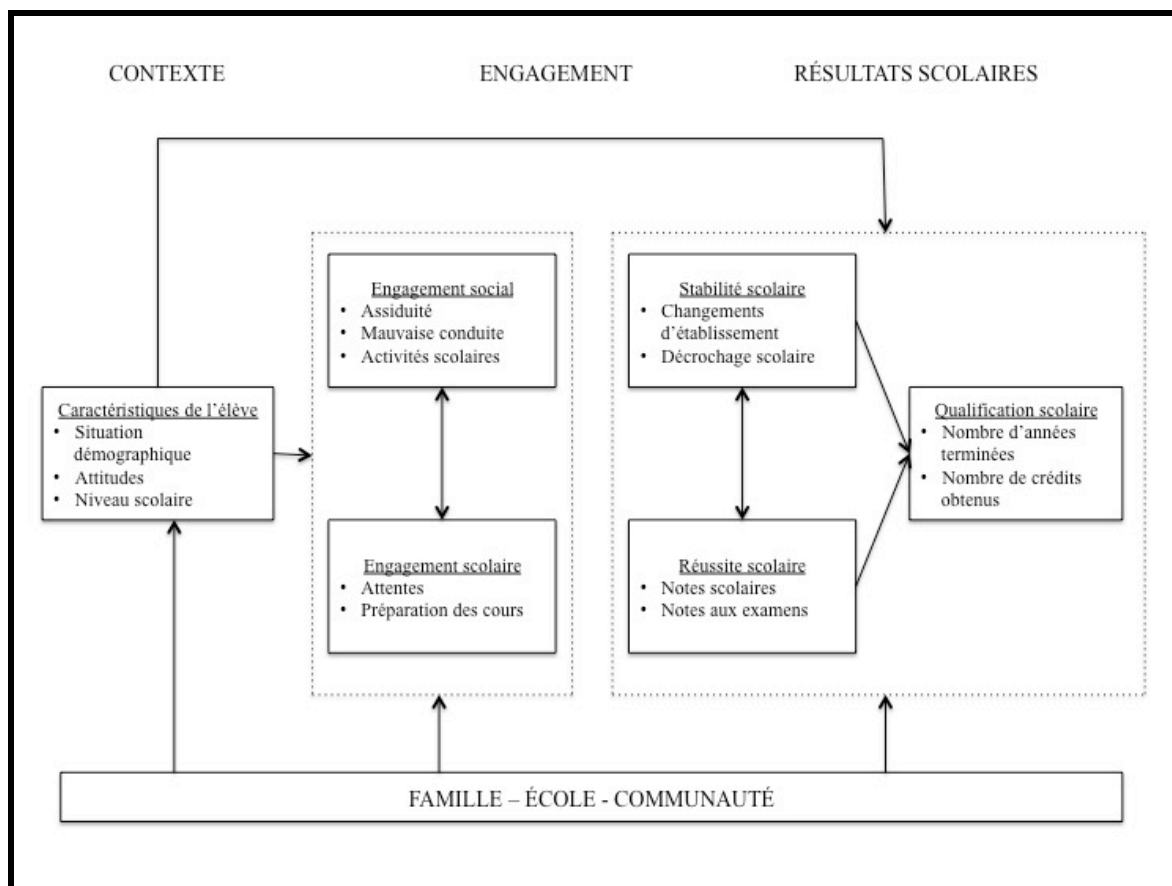 CONTEXTE
ENGAGEMENT
RÉSULTATS SCOLAIRES
Caractéristiques de l'élève
• Situation
démographique
• Attitudes
• Niveau scolaire
Engagement social
• Assiduité
• Mauvaise conduite
• Activités scolaires
Engagement scolaire
• Attentes
• Préparation des cours
Stabilité scolaire
• Changements
d'établissement
• Décrochage scolaire
Réussite scolaire
• Notes scolaires
• Notes aux examens
Qualification scolaire
• Nombre d'années
terminées
• Nombre de crédits
obtenus
FAMILLE – ÉCOLE - COMMUNAUTÉ